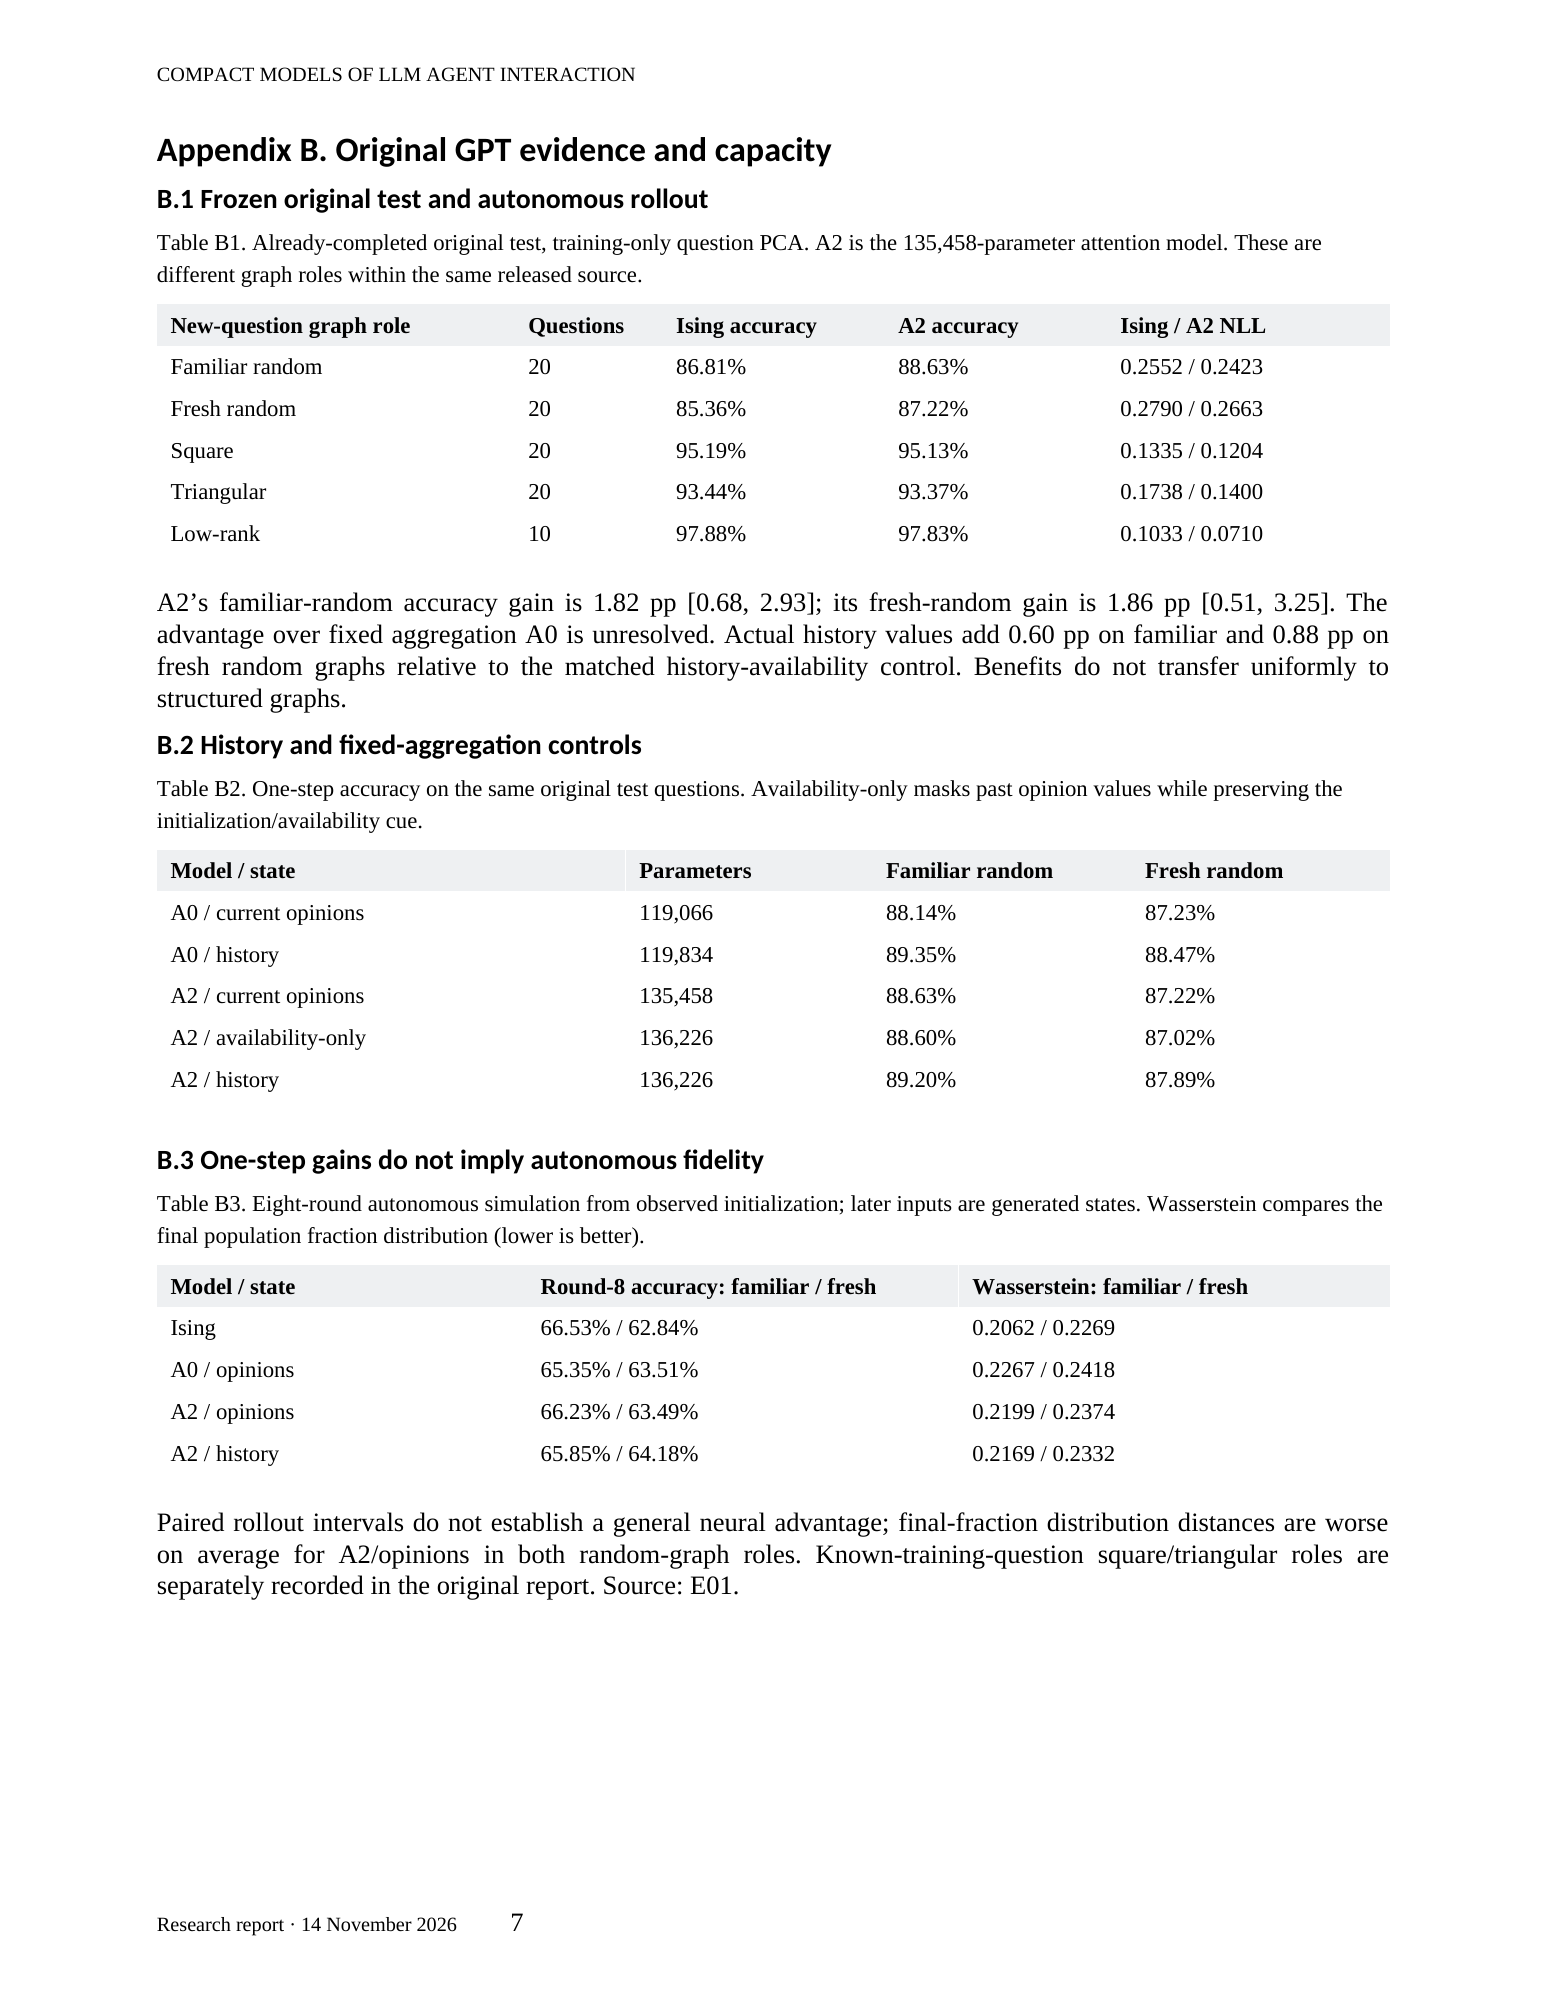 COMPACT MODELS OF LLM AGENT INTERACTION
Appendix B. Original GPT evidence and capacity
B.1 Frozen original test and autonomous rollout
Table B1. Already-completed original test, training-only question PCA. A2 is the 135,458-parameter attention model. These are
different graph roles within the same released source.
New-question graph role Questions Ising accuracy A2 accuracy Ising / A2 NLL
Familiar random 20 86.81% 88.63% 0.2552 / 0.2423
Fresh random 20 85.36% 87.22% 0.2790 / 0.2663
Square 20 95.19% 95.13% 0.1335 / 0.1204
Triangular 20 93.44% 93.37% 0.1738 / 0.1400
Low-rank 10 97.88% 97.83% 0.1033 / 0.0710
A2’s familiar-random accuracy gain is 1.82 pp [0.68, 2.93]; its fresh-random gain is 1.86 pp [0.51, 3.25]. The
advantage over fixed aggregation A0 is unresolved. Actual history values add 0.60 pp on familiar and 0.88 pp on
fresh random graphs relative to the matched history-availability control. Benefits do not transfer uniformly to
structured graphs.
B.2 History and fixed-aggregation controls
Table B2. One-step accuracy on the same original test questions. Availability-only masks past opinion values while preserving the
initialization/availability cue.
Model / state Parameters Familiar random Fresh random
A0 / current opinions 119,066 88.14% 87.23%
A0 / history 119,834 89.35% 88.47%
A2 / current opinions 135,458 88.63% 87.22%
A2 / availability-only 136,226 88.60% 87.02%
A2 / history 136,226 89.20% 87.89%
B.3 One-step gains do not imply autonomous fidelity
Table B3. Eight-round autonomous simulation from observed initialization; later inputs are generated states. Wasserstein compares the
final population fraction distribution (lower is better).
Model / state Round-8 accuracy: familiar / fresh Wasserstein: familiar / fresh
Ising 66.53% / 62.84% 0.2062 / 0.2269
A0 / opinions 65.35% / 63.51% 0.2267 / 0.2418
A2 / opinions 66.23% / 63.49% 0.2199 / 0.2374
A2 / history 65.85% / 64.18% 0.2169 / 0.2332
Paired rollout intervals do not establish a general neural advantage; final-fraction distribution distances are worse
on average for A2/opinions in both random-graph roles. Known-training-question square/triangular roles are
separately recorded in the original report. Source: E01.
Research report · 14 November 2026 7